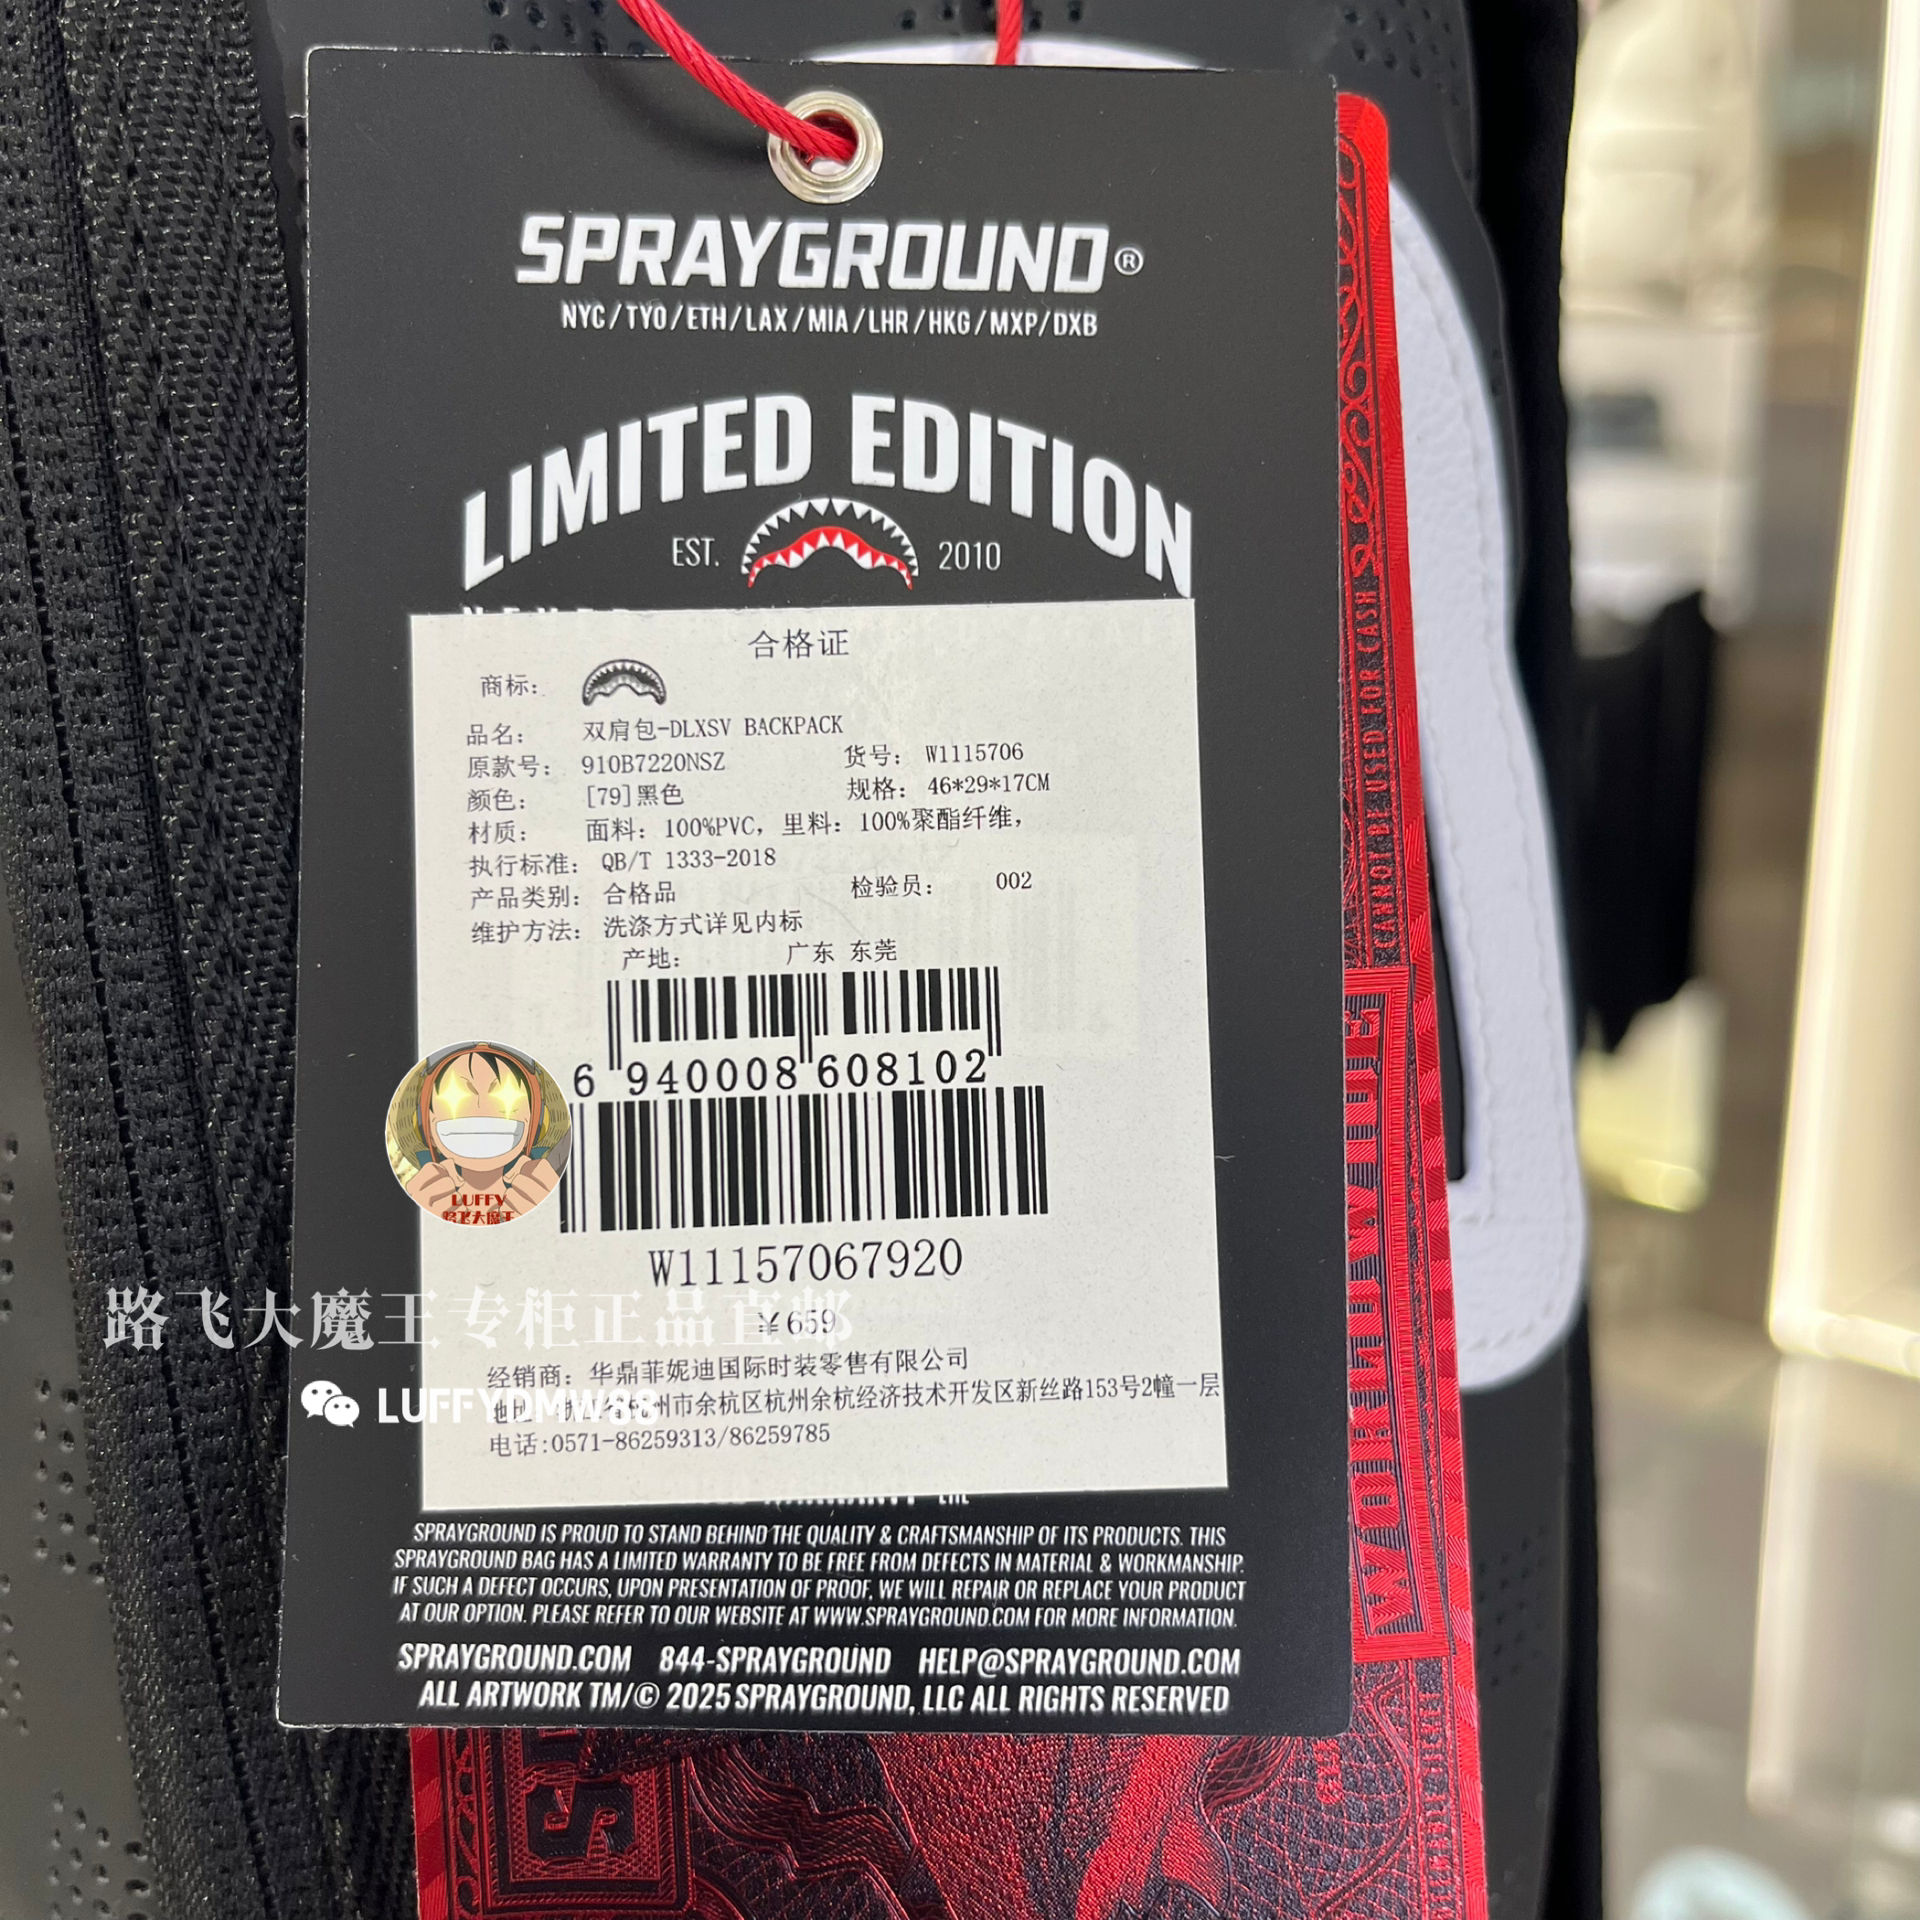 SPRAYGROUND®
NYC/TYO/ETH/LAX/MIA/LHR/HKG/MXP/DXB
LIMITED EDITION
EST. 2010
合格证
商标:
品名: 双肩包-DLXSV BACKPACK
原款号: 910B7220NSZ 货号: W1115706
颜色: [79]黑色 规格: 46*29*17CM
材质: 面料: 100%PVC, 里料: 100%聚酯纤维,
执行标准: QB/T 1333-2018
产品类别: 合格品 检验员: 002
维护方法: 洗涤方式详见内标
产地: 广东 东莞
6 940008 608102
LUFFY
路飞大魔王
W11157067920
路飞大魔王专柜正品直邮
¥659
经销商: 华鼎菲妮迪国际时装零售有限公司
州市余杭区杭州余杭经济技术开发区新丝路153号2幢一层
LUFFYDMW88
电话:0571-86259313/86259785
SPRAYGROUND IS PROUD TO STAND BEHIND THE QUALITY & CRAFTSMANSHIP OF ITS PRODUCTS. THIS
SPRAYGROUND BAG HAS A LIMITED WARRANTY TO BE FREE FROM DEFECTS IN MATERIAL & WORKMANSHIP.
IF SUCH A DEFECT OCCURS, UPON PRESENTATION OF PROOF, WE WILL REPAIR OR REPLACE YOUR PRODUCT
AT OUR OPTION. PLEASE REFER TO OUR WEBSITE AT WWW.SPRAYGROUND.COM FOR MORE INFORMATION.
SPRAYGROUND.COM 844-SPRAYGROUND HELP@SPRAYGROUND.COM
ALL ARTWORK TM/© 2025 SPRAYGROUND, LLC ALL RIGHTS RESERVED
CANNOT BE USED FOR CASH
WORLDWIDE